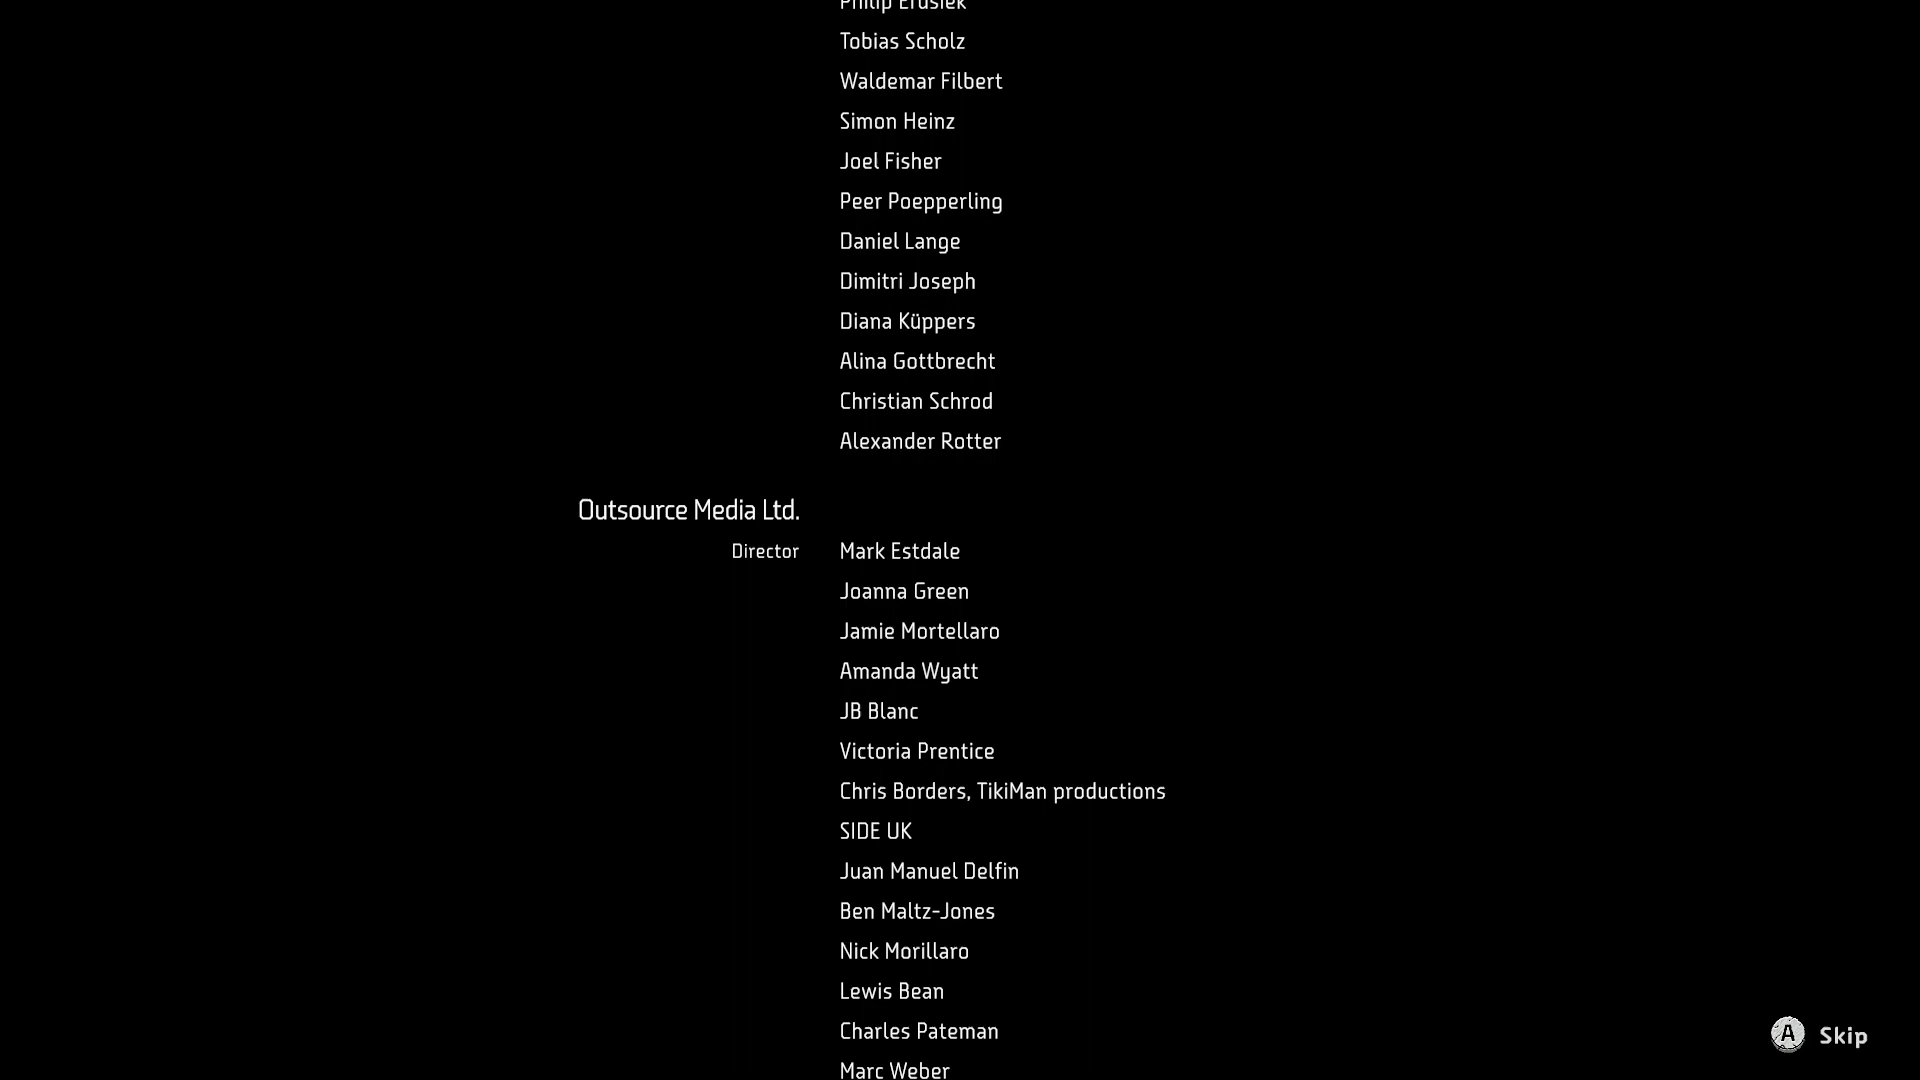 Tobias Scholz
Waldemar Filbert
Simon Heinz
Joel Fisher
Peer Poepperling
Daniel Lange
Dimitri Joseph
Diana Küppers
Alina Gottbrecht
Christian Schrod
Alexander Rotter
Outsource Media Ltd.
Director Mark Estdale
Joanna Green
Jamie Mortellaro
Amanda Wyatt
JB Blanc
Victoria Prentice
Chris Borders, TikiMan productions
SIDE UK
Juan Manuel Delfin
Ben Maltz-Jones
Nick Morillaro
Lewis Bean
Charles Pateman
Marc Weber
A Skip